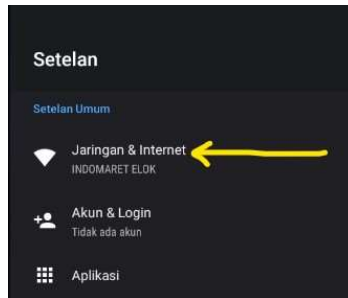 Setelan
Setelan Umum
Jaringan & Internet
INDOMARET ELOK
Akun & Login
Tidak ada akun
Aplikasi